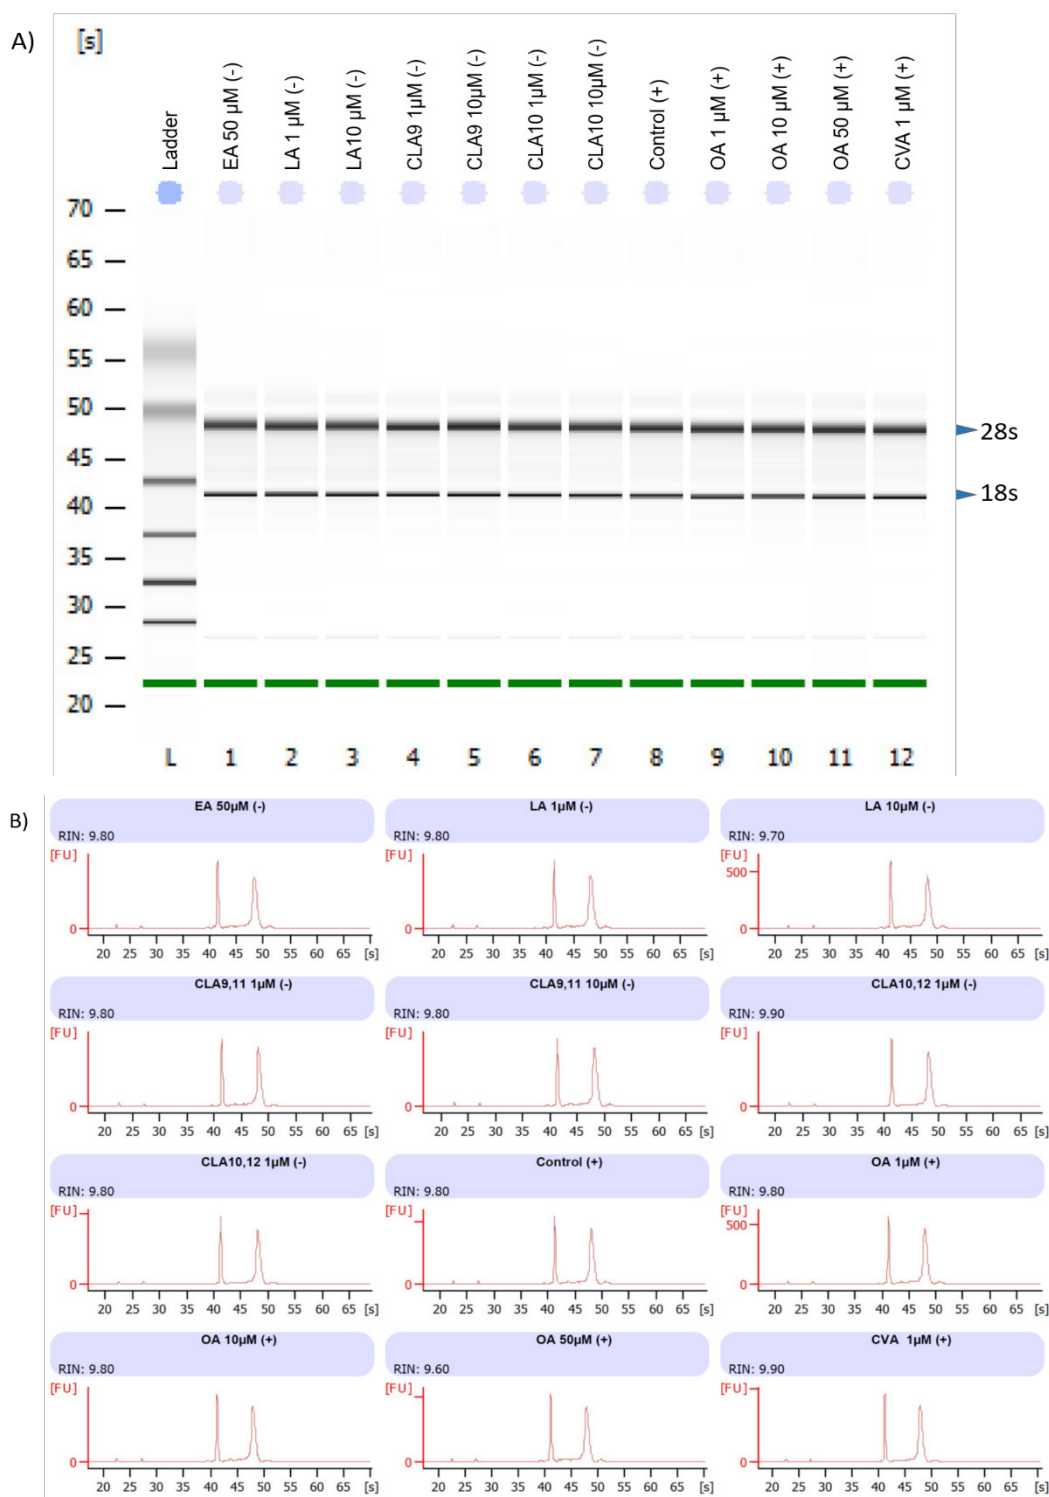 A)
[s]
Ladder
EA 50 µM (-)
LA 1 µM (-)
LA10 µM (-)
CLA9 1µM (-)
CLA9 10µM (-)
CLA10 1µM (-)
CLA10 10µM (-)
Control (+)
OA 1 µM (+)
OA 10 µM (+)
OA 50 µM (+)
CVA 1 µM (+)
70
65
60
55
50
45
40
35
30
25
20
28s
18s
L 1 2 3 4 5 6 7 8 9 10 11 12
B)
EA 50µM (-)
RIN: 9.80
[FU]
0
20 25 30 35 40 45 50 55 60 65 [s]
LA 1µM (-)
RIN: 9.80
[FU]
0
20 25 30 35 40 45 50 55 60 65 [s]
LA 10µM (-)
RIN: 9.70
[FU]
500
0
20 25 30 35 40 45 50 55 60 65 [s]
CLA9,11 1µM (-)
RIN: 9.80
[FU]
0
20 25 30 35 40 45 50 55 60 65 [s]
CLA9,11 10µM (-)
RIN: 9.80
[FU]
0
20 25 30 35 40 45 50 55 60 65 [s]
CLA10,12 1µM (-)
RIN: 9.90
[FU]
0
20 25 30 35 40 45 50 55 60 65 [s]
CLA10,12 1µM (-)
RIN: 9.80
[FU]
0
20 25 30 35 40 45 50 55 60 65 [s]
Control (+)
RIN: 9.80
[FU]
0
20 25 30 35 40 45 50 55 60 65 [s]
OA 1µM (+)
RIN: 9.80
[FU]
500
0
20 25 30 35 40 45 50 55 60 65 [s]
OA 10µM (+)
RIN: 9.80
[FU]
0
20 25 30 35 40 45 50 55 60 65 [s]
OA 50µM (+)
RIN: 9.60
[FU]
0
20 25 30 35 40 45 50 55 60 65 [s]
CVA 1µM (+)
RIN: 9.90
[FU]
0
20 25 30 35 40 45 50 55 60 65 [s]